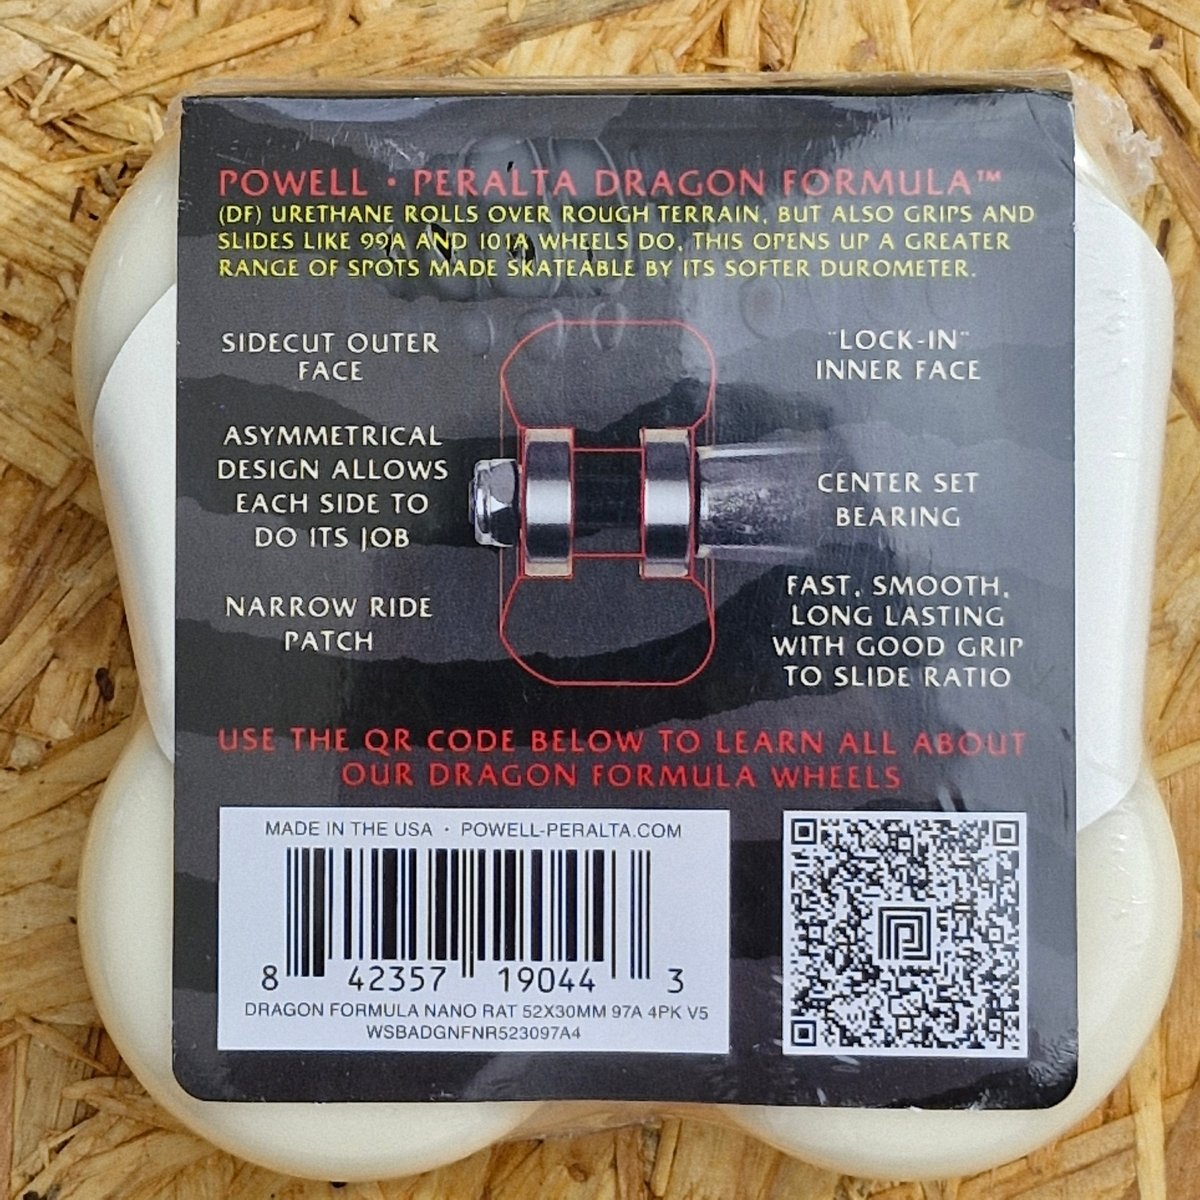 POWELL • PERALTA DRAGON FORMULA™
(DF) URETHANE ROLLS OVER ROUGH TERRAIN, BUT ALSO GRIPS AND
SLIDES LIKE 99A AND 101A WHEELS DO. THIS OPENS UP A GREATER
RANGE OF SPOTS MADE SKATEABLE BY ITS SOFTER DUROMETER.
SIDECUT OUTER
FACE
ASYMMETRICAL
DESIGN ALLOWS
EACH SIDE TO
DO ITS JOB
NARROW RIDE
PATCH
"LOCK-IN"
INNER FACE
CENTER SET
BEARING
FAST, SMOOTH,
LONG LASTING
WITH GOOD GRIP
TO SLIDE RATIO
USE THE QR CODE BELOW TO LEARN ALL ABOUT
OUR DRAGON FORMULA WHEELS
MADE IN THE USA • POWELL-PERALTA.COM
8 42357 19044 3
DRAGON FORMULA NANO RAT 52X30MM 97A 4PK V5
WSBADGNFNR523097A4